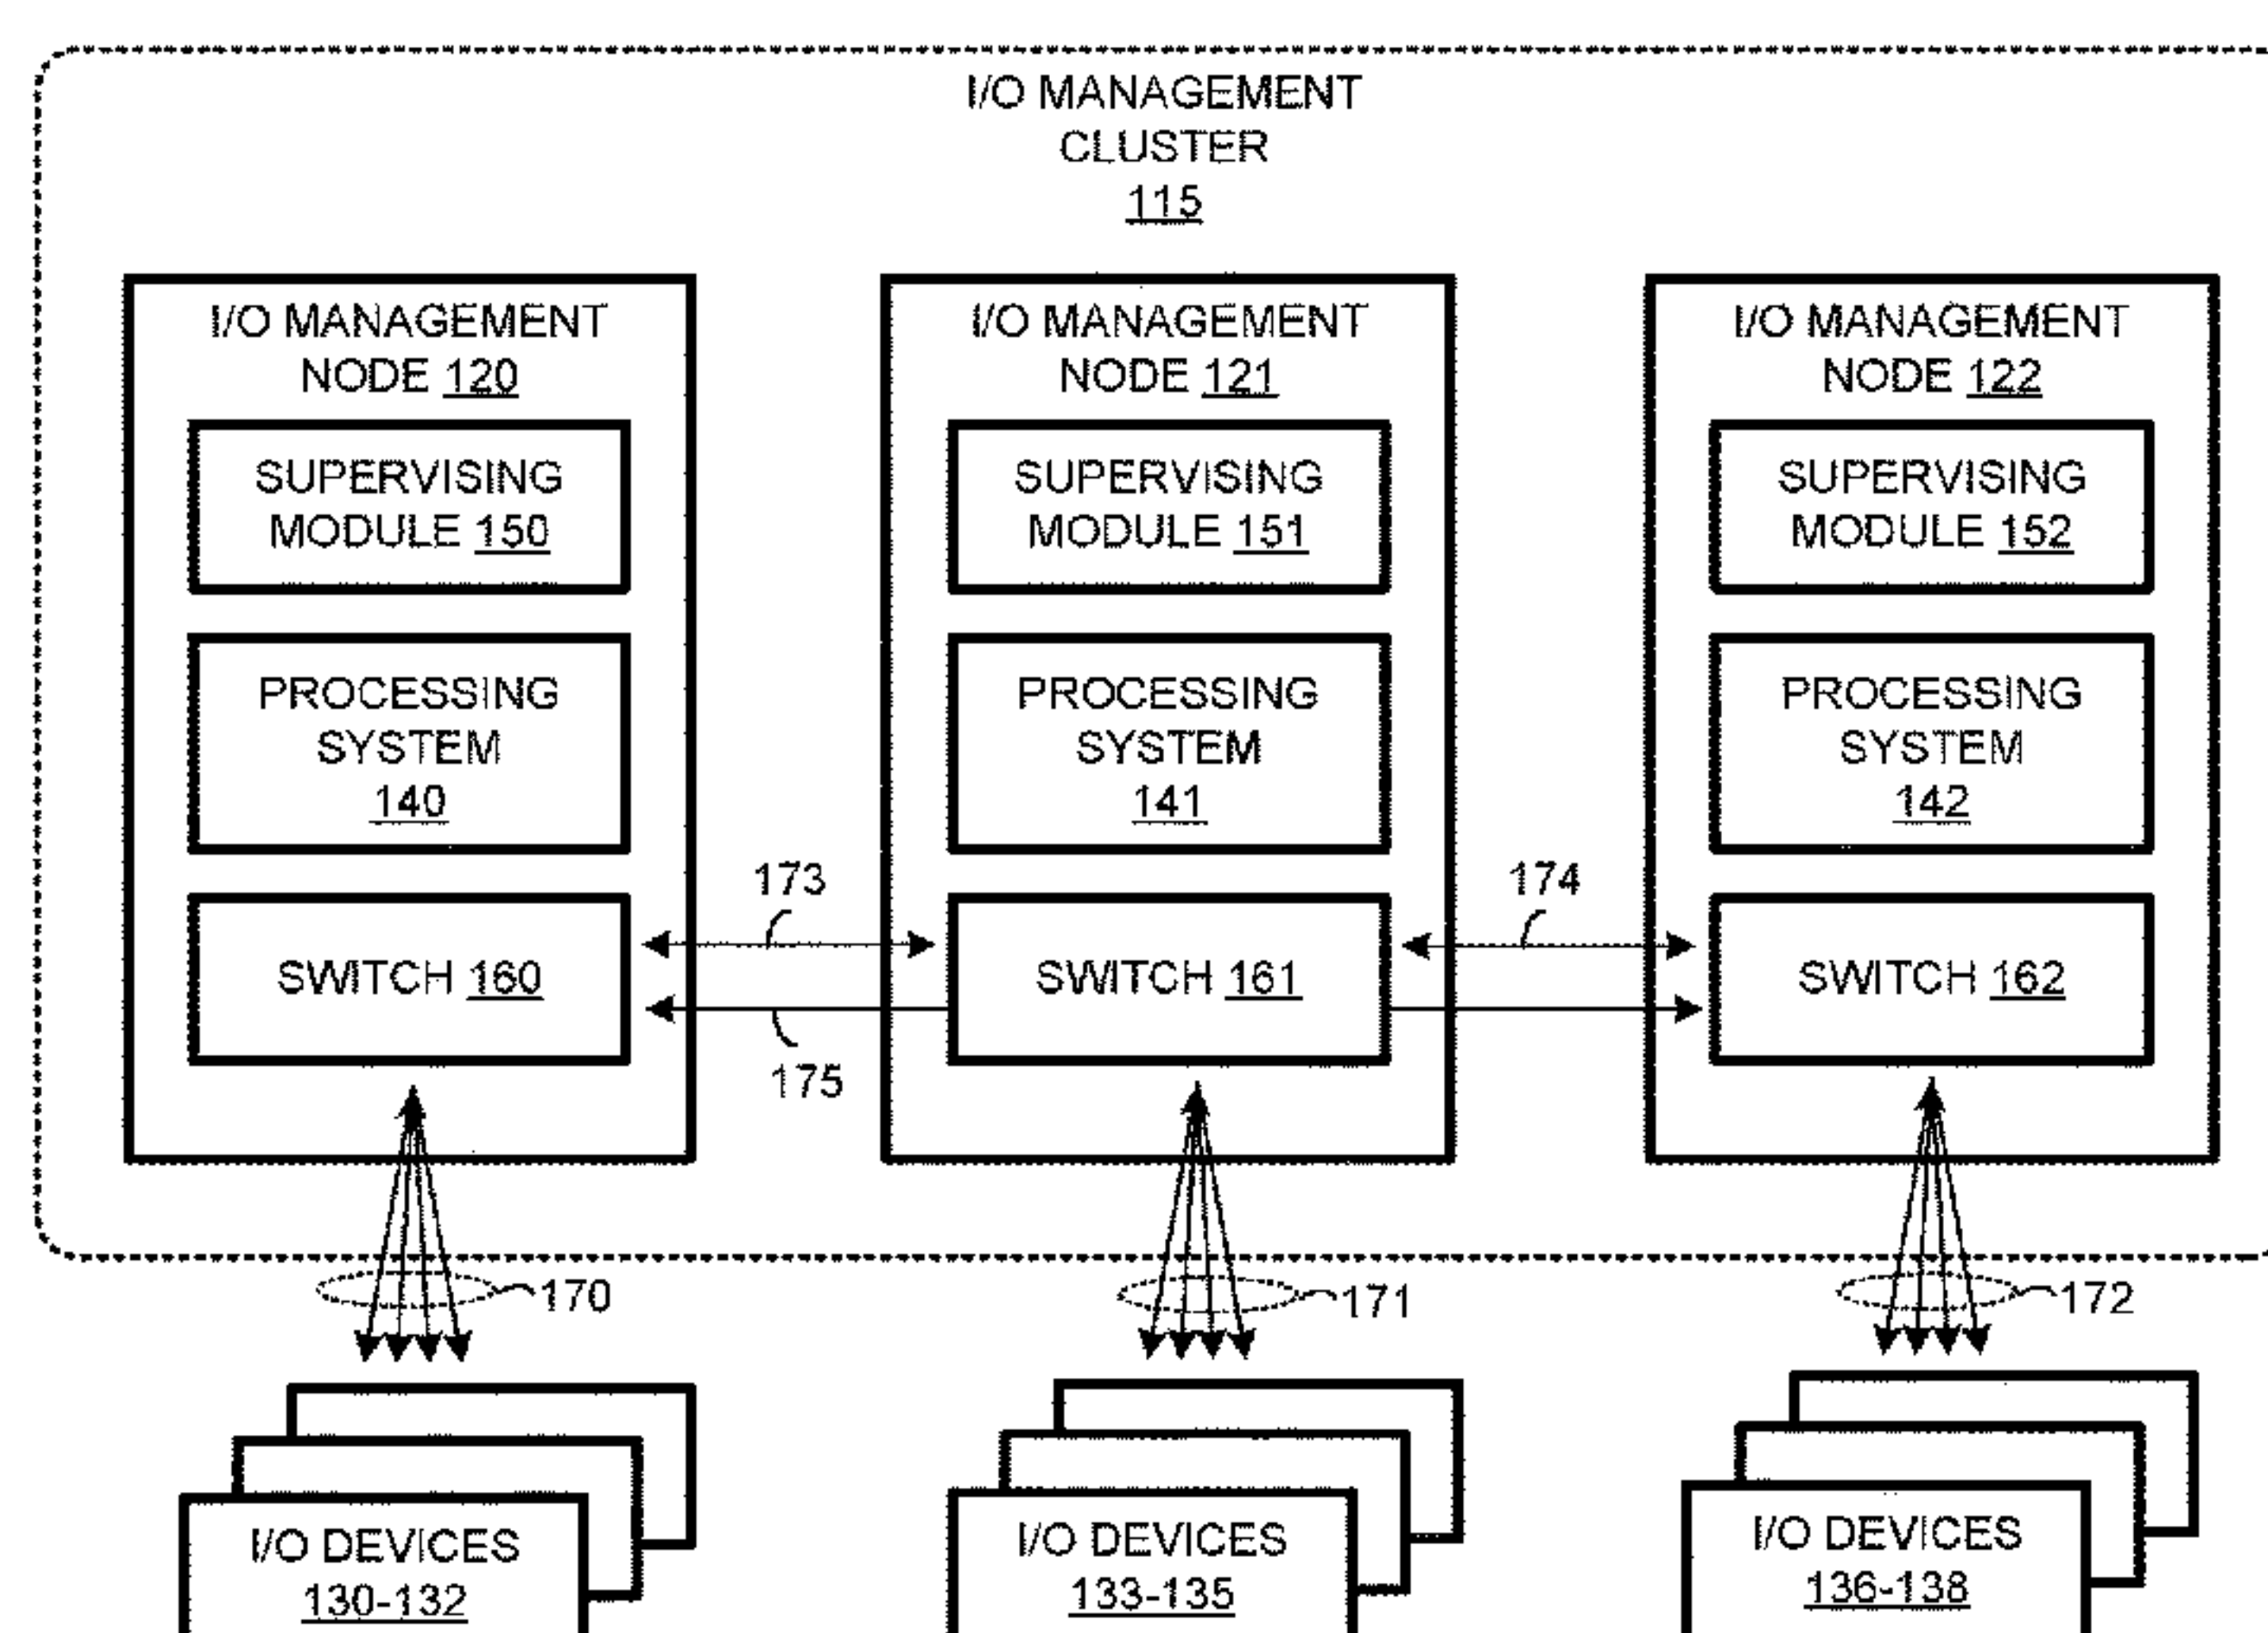 I/O MANAGEMENT
CLUSTER
115
I/O MANAGEMENT
NODE 120
SUPERVISING
MODULE 150
PROCESSING
SYSTEM
140
SWITCH 160
I/O MANAGEMENT
NODE 121
SUPERVISING
MODULE 151
PROCESSING
SYSTEM
141
SWITCH 161
I/O MANAGEMENT
NODE 122
SUPERVISING
MODULE 152
PROCESSING
SYSTEM
142
SWITCH 162
173
174
175
170
171
172
I/O DEVICES
130-132
I/O DEVICES
133-135
I/O DEVICES
136-138